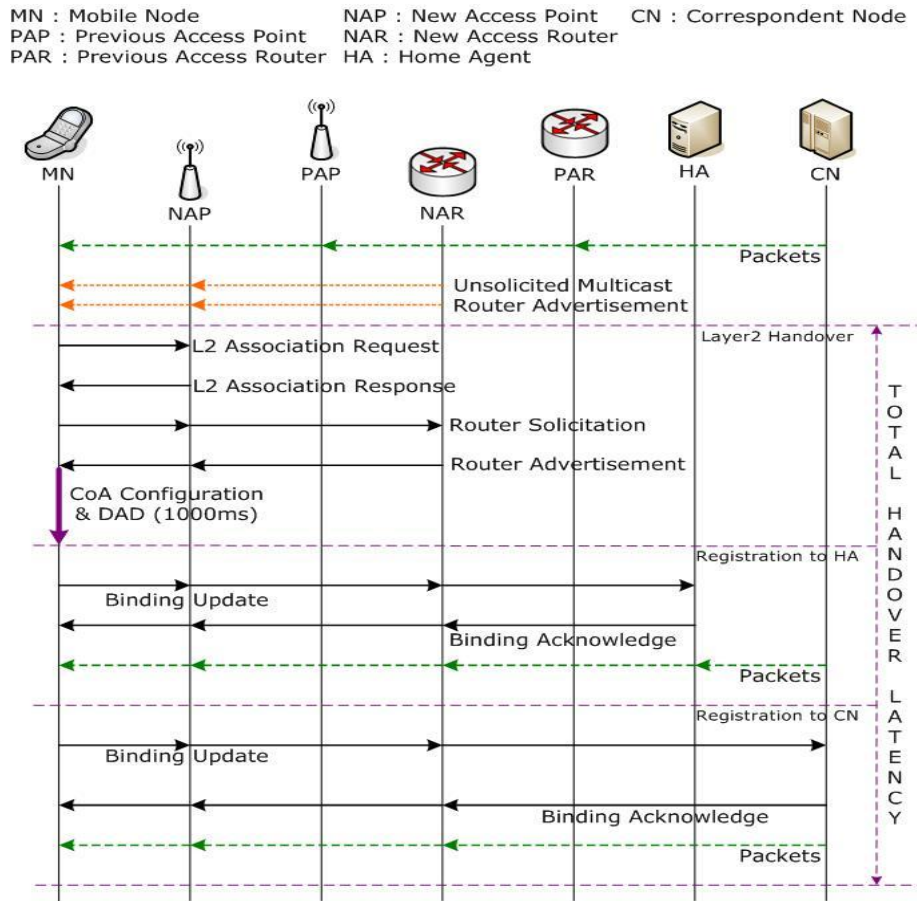 MN : Mobile Node
NAP : New Access Point
CN : Correspondent Node
PAP : Previous Access Point
NAR : New Access Router
PAR : Previous Access Router
HA : Home Agent
MN
NAP
PAP
NAR
PAR
HA
CN
Packets
Unsolicited Multicast
Router Advertisement
Layer2 Handover
L2 Association Request
L2 Association Response
Router Solicitation
Router Advertisement
CoA Configuration
& DAD (1000ms)
Registration to HA
Binding Update
Binding Acknowledge
Packets
Registration to CN
Binding Update
Binding Acknowledge
Packets
TOTAL HANDOVER LATENCY